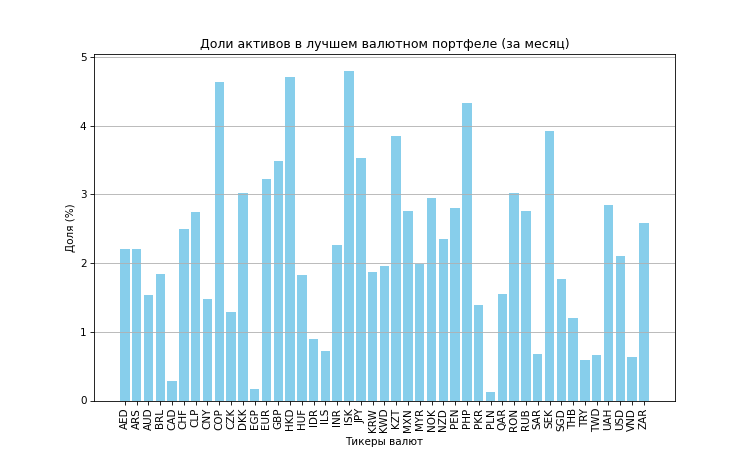 Доли активов в лучшем валютном портфеле (за месяц)
5
4
3
2
1
0
Доля (%)
AED ARS AUD BRL CAD CHF CLP CNY COP CZK DKK EGP EUR GBP HKD HUF IDR ILS INR ISK JPY KRW KWD KZT MXN MYR NOK NZD PEN PHP PKR PLN QAR RON RUB SAR SEK SGD THB TRY TWD UAH USD VND ZAR
Тикеры валют